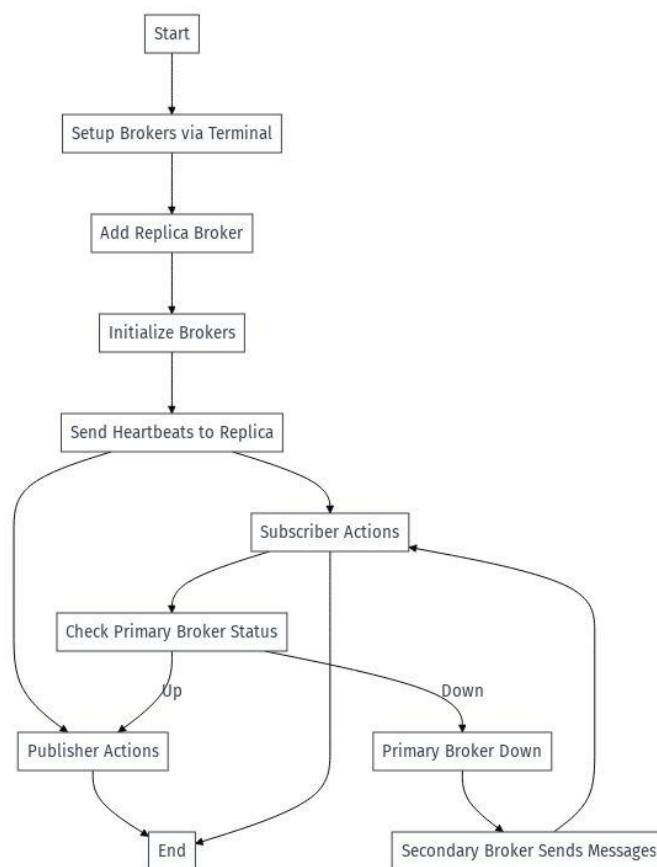 Start
Setup Brokers via Terminal
Add Replica Broker
Initialize Brokers
Send Heartbeats to Replica
Subscriber Actions
Check Primary Broker Status
Up
Down
Publisher Actions
Primary Broker Down
End
Secondary Broker Sends Messages